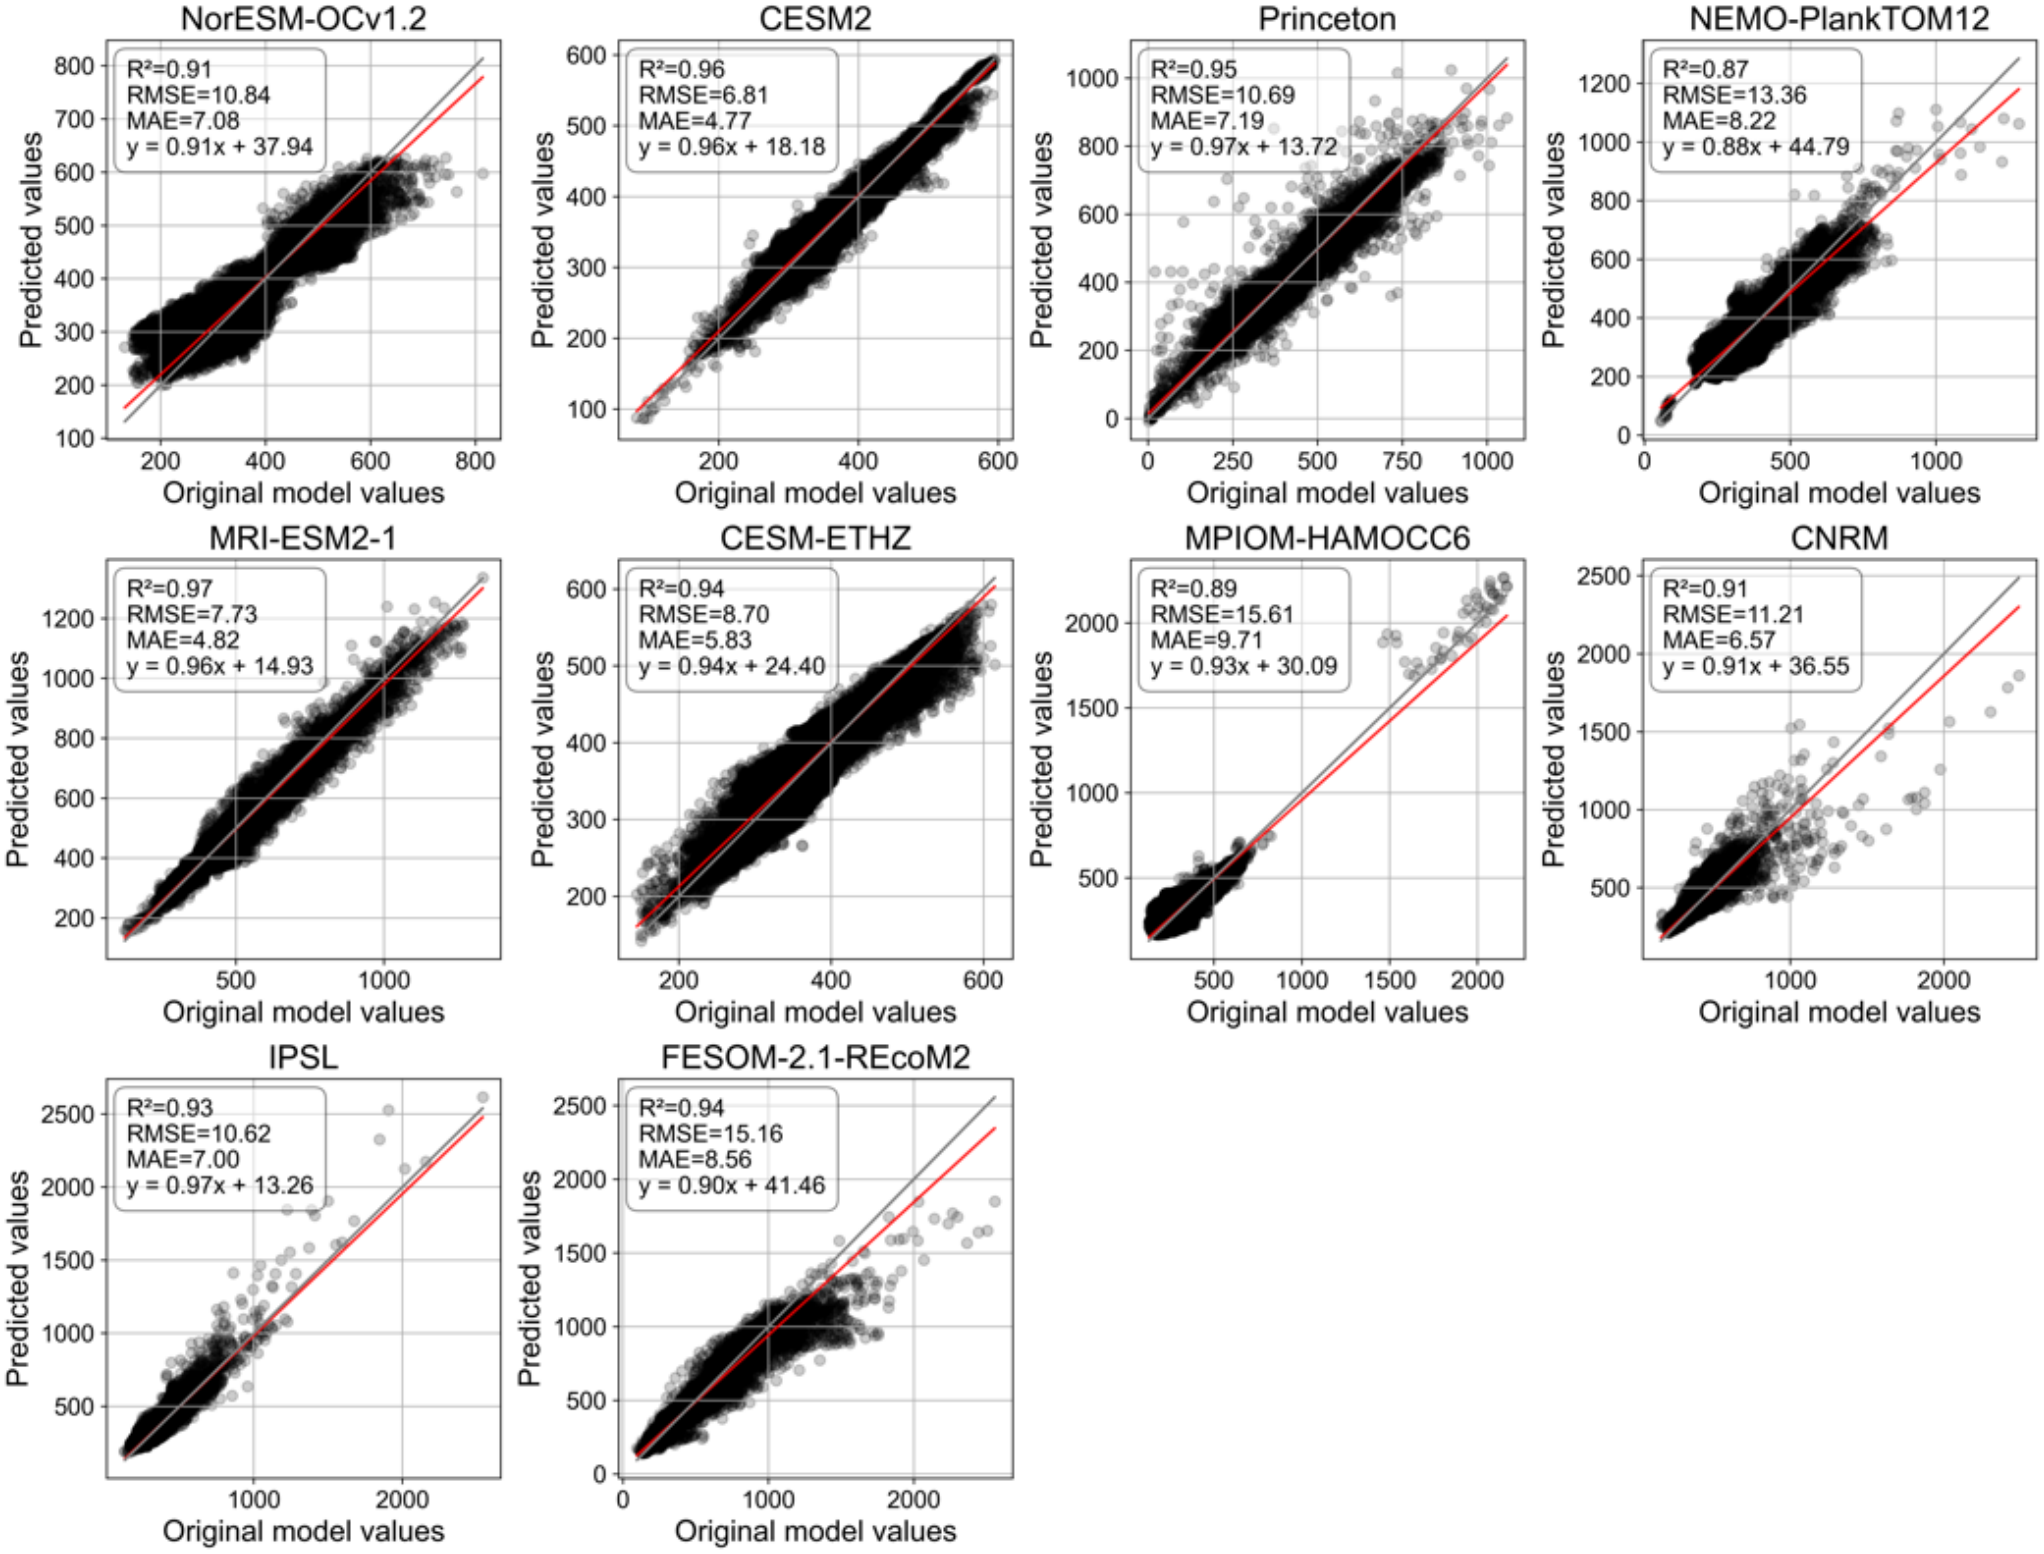 NorESM-OCv1.2
R²=0.91
RMSE=10.84
MAE=7.08
y = 0.91x + 37.94
Predicted values
800
700
600
500
400
300
200
100
200 400 600 800
Original model values
CESM2
R²=0.96
RMSE=6.81
MAE=4.77
y = 0.96x + 18.18
Predicted values
600
500
400
300
200
100
200 400 600
Original model values
Princeton
R²=0.95
RMSE=10.69
MAE=7.19
y = 0.97x + 13.72
Predicted values
1000
800
600
400
200
0
0 250 500 750 1000
Original model values
NEMO-PlankTOM12
R²=0.87
RMSE=13.36
MAE=8.22
y = 0.88x + 44.79
Predicted values
1200
1000
800
600
400
200
0
0 500 1000
Original model values
MRI-ESM2-1
R²=0.97
RMSE=7.73
MAE=4.82
y = 0.96x + 14.93
Predicted values
1200
1000
800
600
400
200
500 1000
Original model values
CESM-ETHZ
R²=0.94
RMSE=8.70
MAE=5.83
y = 0.94x + 24.40
Predicted values
600
500
400
300
200
200 400 600
Original model values
MPIOM-HAMOCC6
R²=0.89
RMSE=15.61
MAE=9.71
y = 0.93x + 30.09
Predicted values
2000
1500
1000
500
500 1000 1500 2000
Original model values
CNRM
R²=0.91
RMSE=11.21
MAE=6.57
y = 0.91x + 36.55
Predicted values
2500
2000
1500
1000
500
1000 2000
Original model values
IPSL
R²=0.93
RMSE=10.62
MAE=7.00
y = 0.97x + 13.26
Predicted values
2500
2000
1500
1000
500
1000 2000
Original model values
FESOM-2.1-REcoM2
R²=0.94
RMSE=15.16
MAE=8.56
y = 0.90x + 41.46
Predicted values
2500
2000
1500
1000
500
0
0 1000 2000
Original model values